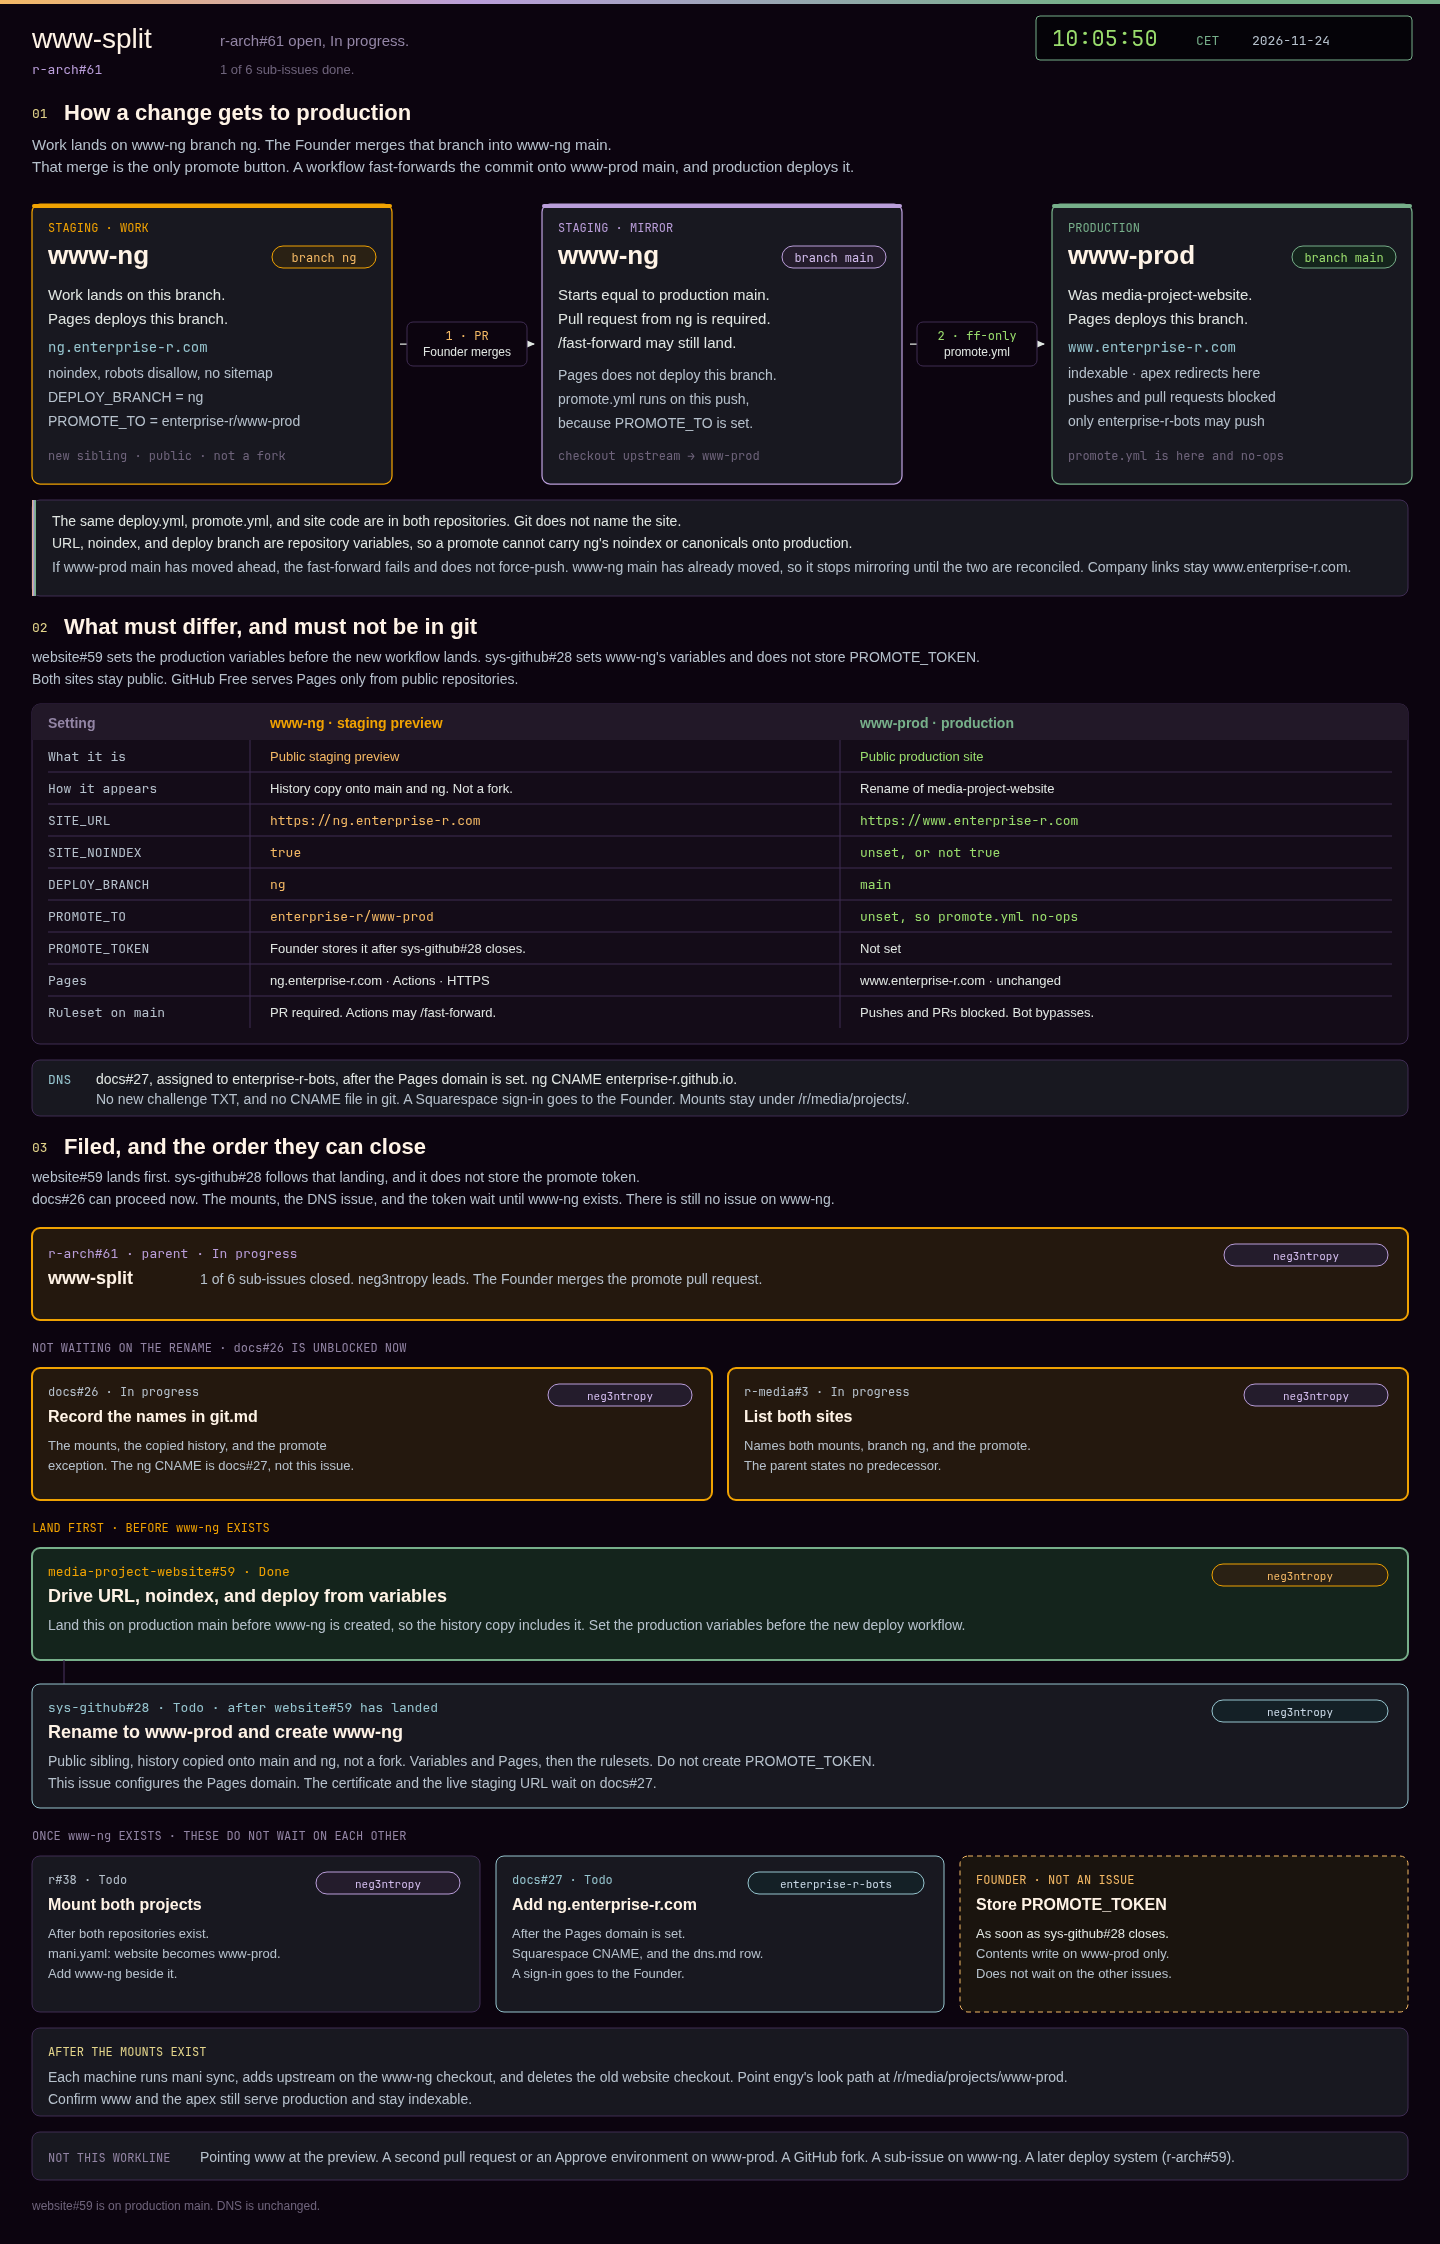 www-split
r-arch#61 open, In progress.
10:05:50 CET 2026-11-24
r-arch#61
1 of 6 sub-issues done.
01 How a change gets to production
Work lands on www-ng branch ng. The Founder merges that branch into www-ng main.
That merge is the only promote button. A workflow fast-forwards the commit onto www-prod main, and production deploys it.
STAGING · WORK
www-ng
branch ng
Work lands on this branch.
Pages deploys this branch.
ng.enterprise-r.com
noindex, robots disallow, no sitemap
DEPLOY_BRANCH = ng
PROMOTE_TO = enterprise-r/www-prod
new sibling · public · not a fork
1 · PR
Founder merges
STAGING · MIRROR
www-ng
branch main
Starts equal to production main.
Pull request from ng is required.
/fast-forward may still land.
Pages does not deploy this branch.
promote.yml runs on this push,
because PROMOTE_TO is set.
checkout upstream → www-prod
2 · ff-only
promote.yml
PRODUCTION
www-prod
branch main
Was media-project-website.
Pages deploys this branch.
www.enterprise-r.com
indexable · apex redirects here
pushes and pull requests blocked
only enterprise-r-bots may push
promote.yml is here and no-ops
The same deploy.yml, promote.yml, and site code are in both repositories. Git does not name the site.
URL, noindex, and deploy branch are repository variables, so a promote cannot carry ng's noindex or canonicals onto production.
If www-prod main has moved ahead, the fast-forward fails and does not force-push. www-ng main has already moved, so it stops mirroring until the two are reconciled. Company links stay www.enterprise-r.com.
02 What must differ, and must not be in git
website#59 sets the production variables before the new workflow lands. sys-github#28 sets www-ng's variables and does not store PROMOTE_TOKEN.
Both sites stay public. GitHub Free serves Pages only from public repositories.
Setting www-ng · staging preview www-prod · production
What it is Public staging preview Public production site
How it appears History copy onto main and ng. Not a fork. Rename of media-project-website
SITE_URL https://ng.enterprise-r.com https://www.enterprise-r.com
SITE_NOINDEX true unset, or not true
DEPLOY_BRANCH ng main
PROMOTE_TO enterprise-r/www-prod unset, so promote.yml no-ops
PROMOTE_TOKEN Founder stores it after sys-github#28 closes. Not set
Pages ng.enterprise-r.com · Actions · HTTPS www.enterprise-r.com · unchanged
Ruleset on main PR required. Actions may /fast-forward. Pushes and PRs blocked. Bot bypasses.
DNS docs#27, assigned to enterprise-r-bots, after the Pages domain is set. ng CNAME enterprise-r.github.io.
No new challenge TXT, and no CNAME file in git. A Squarespace sign-in goes to the Founder. Mounts stay under /r/media/projects/.
03 Filed, and the order they can close
website#59 lands first. sys-github#28 follows that landing, and it does not store the promote token.
docs#26 can proceed now. The mounts, the DNS issue, and the token wait until www-ng exists. There is still no issue on www-ng.
r-arch#61 · parent · In progress
neg3ntropy
www-split 1 of 6 sub-issues closed. neg3ntropy leads. The Founder merges the promote pull request.
NOT WAITING ON THE RENAME · docs#26 IS UNBLOCKED NOW
docs#26 · In progress
neg3ntropy
Record the names in git.md
The mounts, the copied history, and the promote
exception. The ng CNAME is docs#27, not this issue.
r-media#3 · In progress
neg3ntropy
List both sites
Names both mounts, branch ng, and the promote.
The parent states no predecessor.
LAND FIRST · BEFORE www-ng EXISTS
media-project-website#59 · Done
neg3ntropy
Drive URL, noindex, and deploy from variables
Land this on production main before www-ng is created, so the history copy includes it. Set the production variables before the new deploy workflow.
sys-github#28 · Todo · after website#59 has landed
neg3ntropy
Rename to www-prod and create www-ng
Public sibling, history copied onto main and ng, not a fork. Variables and Pages, then the rulesets. Do not create PROMOTE_TOKEN.
This issue configures the Pages domain. The certificate and the live staging URL wait on docs#27.
ONCE www-ng EXISTS · THESE DO NOT WAIT ON EACH OTHER
r#38 · Todo
neg3ntropy
Mount both projects
After both repositories exist.
mani.yaml: website becomes www-prod.
Add www-ng beside it.
docs#27 · Todo
enterprise-r-bots
Add ng.enterprise-r.com
After the Pages domain is set.
Squarespace CNAME, and the dns.md row.
A sign-in goes to the Founder.
FOUNDER · NOT AN ISSUE
Store PROMOTE_TOKEN
As soon as sys-github#28 closes.
Contents write on www-prod only.
Does not wait on the other issues.
AFTER THE MOUNTS EXIST
Each machine runs mani sync, adds upstream on the www-ng checkout, and deletes the old website checkout. Point engy's look path at /r/media/projects/www-prod.
Confirm www and the apex still serve production and stay indexable.
NOT THIS WORKLINE Pointing www at the preview. A second pull request or an Approve environment on www-prod. A GitHub fork. A sub-issue on www-ng. A later deploy system (r-arch#59).
website#59 is on production main. DNS is unchanged.